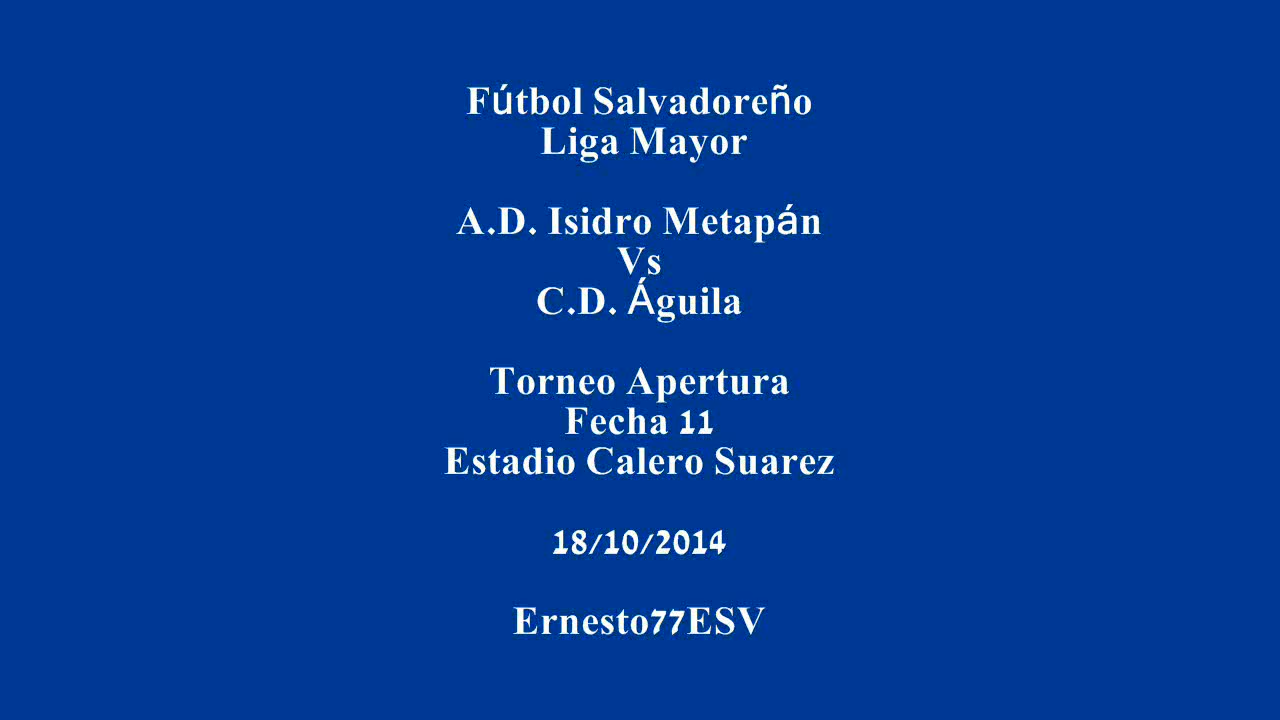 Fútbol Salvadoreño
Liga Mayor
A.D. Isidro Metapán
Vs
C.D. Águila
Torneo Apertura
Fecha 11
Estadio Calero Suarez
18/10/2014
Ernesto77ESV